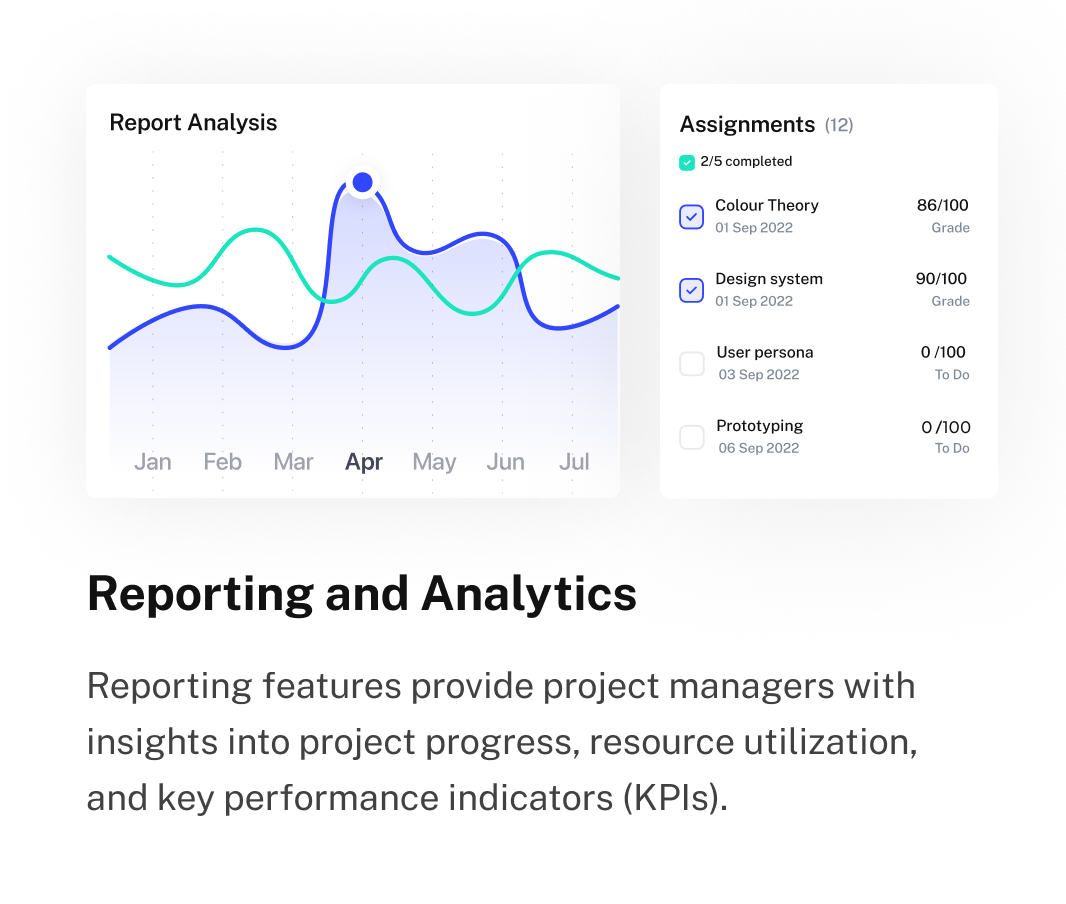 Report Analysis
Jan Feb Mar Apr May Jun Jul
Assignments (12)
2/5 completed
Colour Theory 86/100
01 Sep 2022 Grade
Design system 90/100
01 Sep 2022 Grade
User persona 0 /100
03 Sep 2022 To Do
Prototyping 0 /100
06 Sep 2022 To Do
Reporting and Analytics
Reporting features provide project managers with
insights into project progress, resource utilization,
and key performance indicators (KPIs).